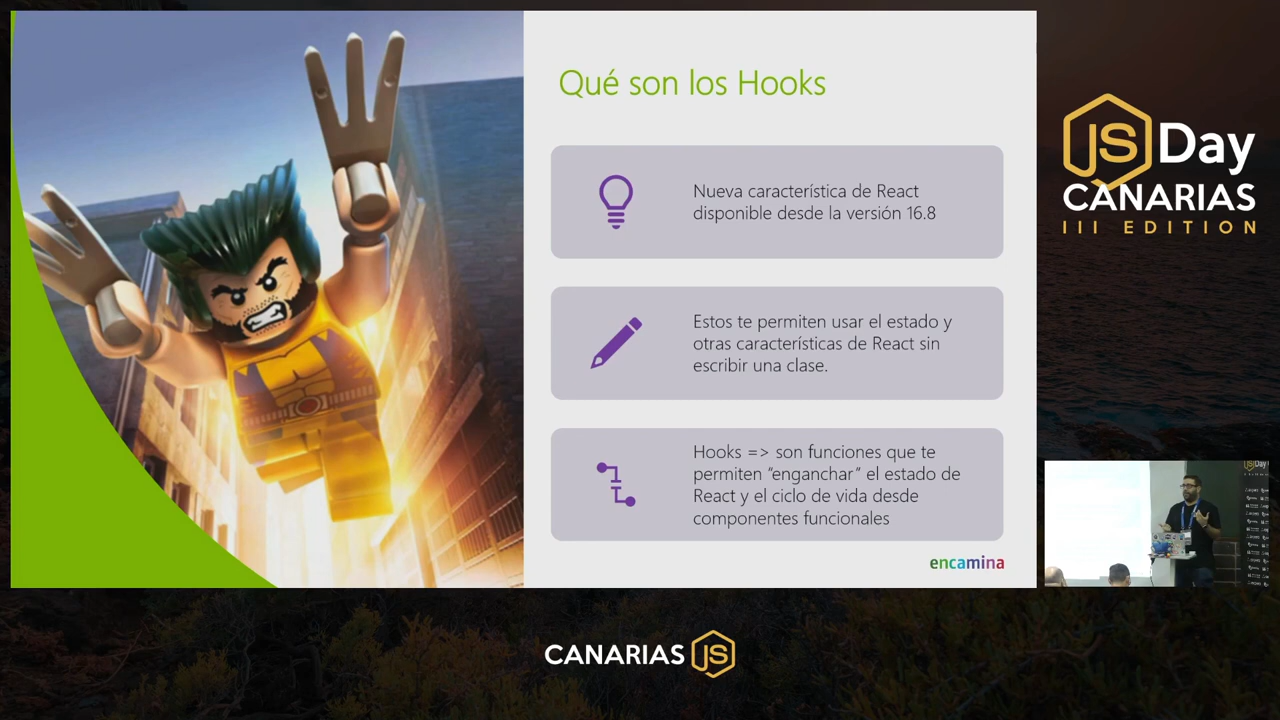 Qué son los Hooks
Nueva característica de React
disponible desde la versión 16.8
Estos te permiten usar el estado y
otras características de React sin
escribir una clase.
Hooks => son funciones que te
permiten “enganchar” el estado de
React y el ciclo de vida desde
componentes funcionales
encamina
JS Day
CANARIAS
III EDITION
CANARIAS JS